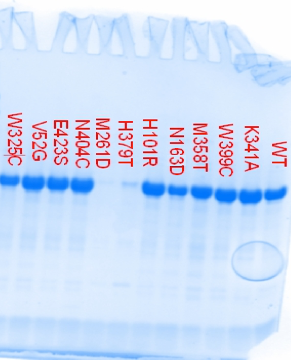 W325C
V52G
E423S
N404C
M261D
H379T
H101R
N163D
M358T
W399C
K341A
WT